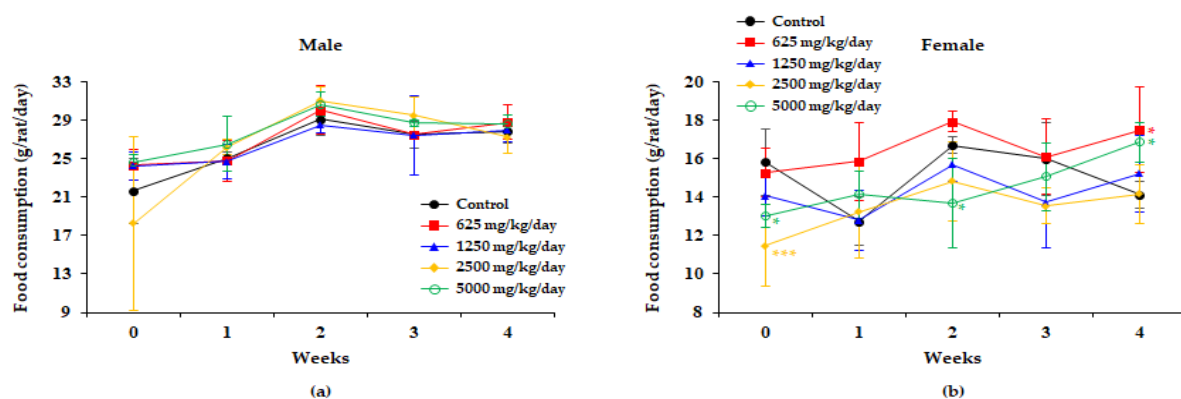 Male
Food consumption (g/rat/day)
33
29
25
21
17
13
9
Control
625 mg/kg/day
1250 mg/kg/day
2500 mg/kg/day
5000 mg/kg/day
0 1 2 3 4
Weeks
(a)
Control
625 mg/kg/day
1250 mg/kg/day
2500 mg/kg/day
5000 mg/kg/day
Female
Food consumption (g/rat/day)
20
18
16
14
12
10
8
*
***
*
*
*
0 1 2 3 4
Weeks
(b)